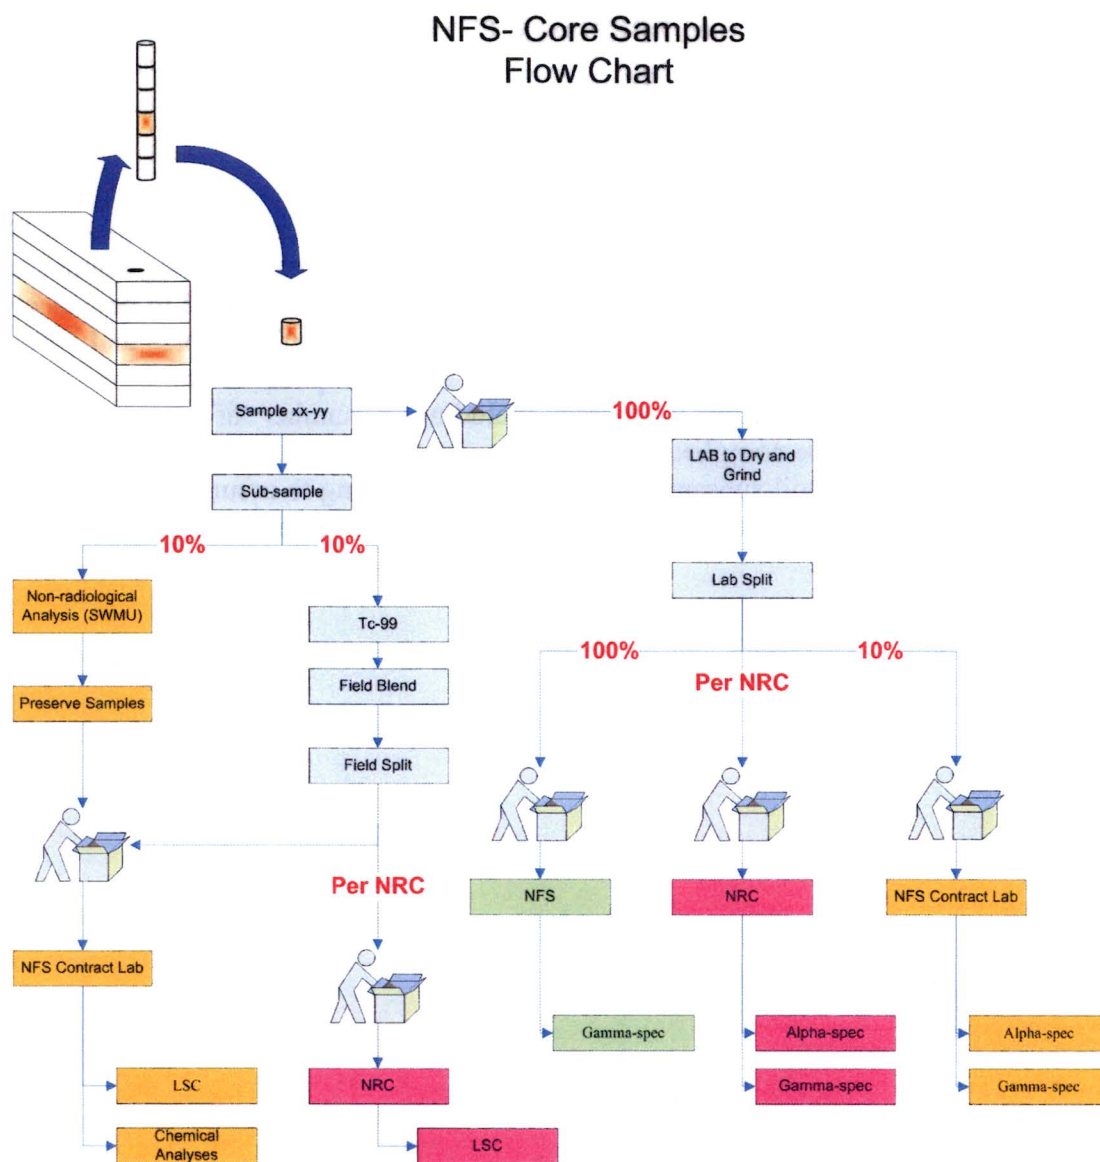 NFS- Core Samples
Flow Chart
Sample xx-yy
100%
LAB to Dry and
Grind
Sub-sample
10%
10%
Non-radiological
Analysis (SWMU)
Tc-99
Lab Split
100%
Per NRC
10%
Preserve Samples
Field Blend
Field Split
Per NRC
NFS
NRC
NFS Contract Lab
NFS Contract Lab
Gamma-spec
Alpha-spec
Alpha-spec
LSC
NRC
Gamma-spec
Gamma-spec
Chemical
Analyses
LSC